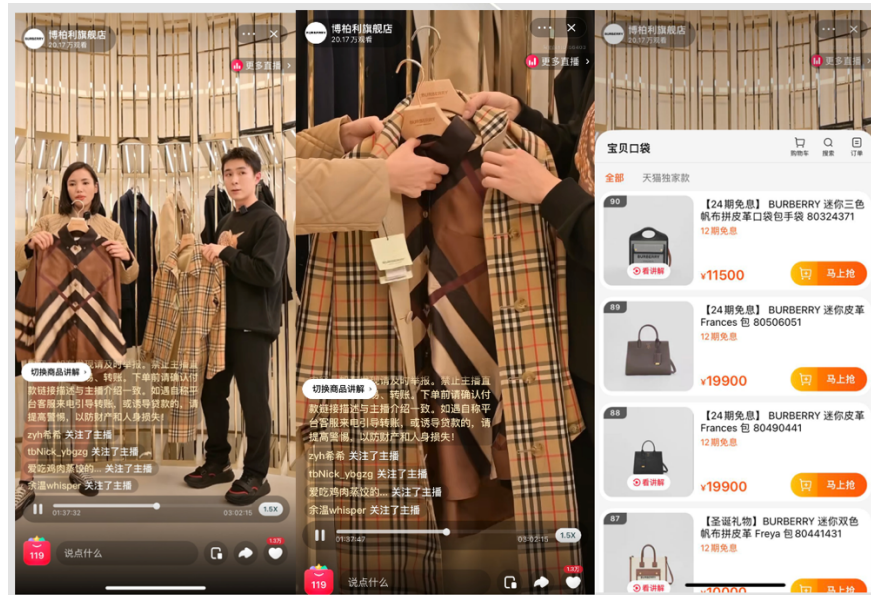 博柏利旗舰店
20.17万观看
更多直播 >
切换商品讲解 >
款链接描述与主播介绍一致。如遇自称平
台客服来电引导转账，或诱导贷款的，请
提高警惕，以防财产和人身损失！
zyh希希 关注了主播
tbNick_ybgzg 关注了主播
爱吃鸡肉蒸饺的... 关注了主播
余温whisper 关注了主播
01:37:32
03:02:15
1.5X
119
说点什么
1.3万
博柏利旗舰店
20.17万观看
更多直播 >
BURBERRY
切换商品讲解 >
款链接描述与主播介绍一致。如遇自称平
台客服来电引导转账，或诱导贷款的，请
提高警惕，以防财产和人身损失！
zyh希希 关注了主播
tbNick_ybgzg 关注了主播
爱吃鸡肉蒸饺的... 关注了主播
余温whisper 关注了主播
01:37:47
03:02:15
1.5X
119
说点什么
1.3万
博柏利旗舰店
20.17万观看
更多直播 >
宝贝口袋
购物车 搜索 订单
全部 天猫独家款
90
【24期免息】 BURBERRY 迷你三色
帆布拼皮革口袋包手袋 80324371
12期免息
看讲解
¥11500
马上抢
89
【24期免息】 BURBERRY 迷你皮革
Frances 包 80506051
12期免息
¥19900
马上抢
88
【24期免息】 BURBERRY 迷你皮革
Frances 包 80490441
12期免息
看讲解
¥19900
马上抢
87
【圣诞礼物】BURBERRY 迷你双色
帆布拼皮革 Freya 包 80441431
12期免息
看讲解
马上抢